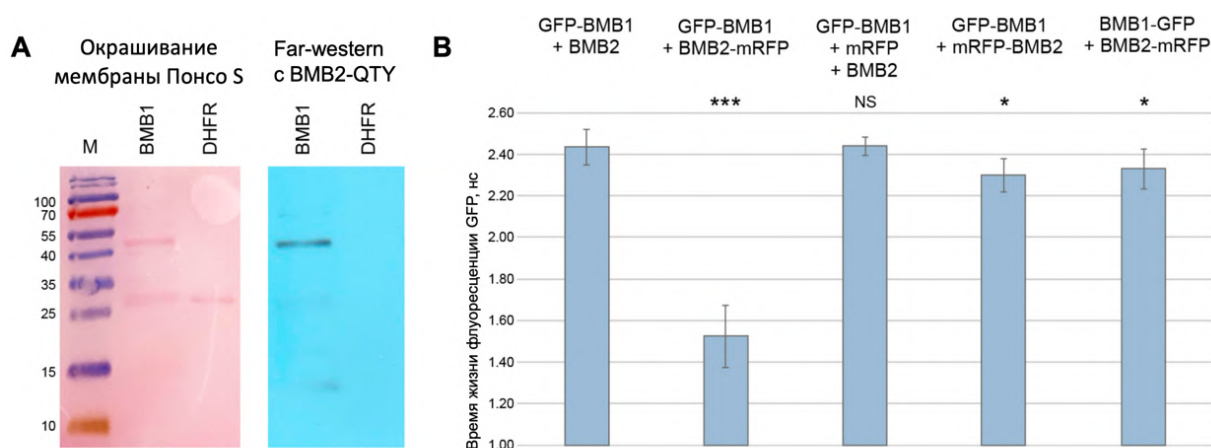 A
Окрашивание
мембраны Понсо S
Far-western
с BMB2-QTY
M
BMB1
DHFR
BMB1
DHFR
100
70
55
40
35
25
15
10
B
GFP-BMB1
+ BMB2
GFP-BMB1
+ BMB2-mRFP
GFP-BMB1
+ mRFP
+ BMB2
GFP-BMB1
+ mRFP-BMB2
BMB1-GFP
+ BMB2-mRFP
***
NS
*
*
Время жизни флуоресценции GFP, нс
2.60
2.40
2.20
2.00
1.80
1.60
1.40
1.20
1.00